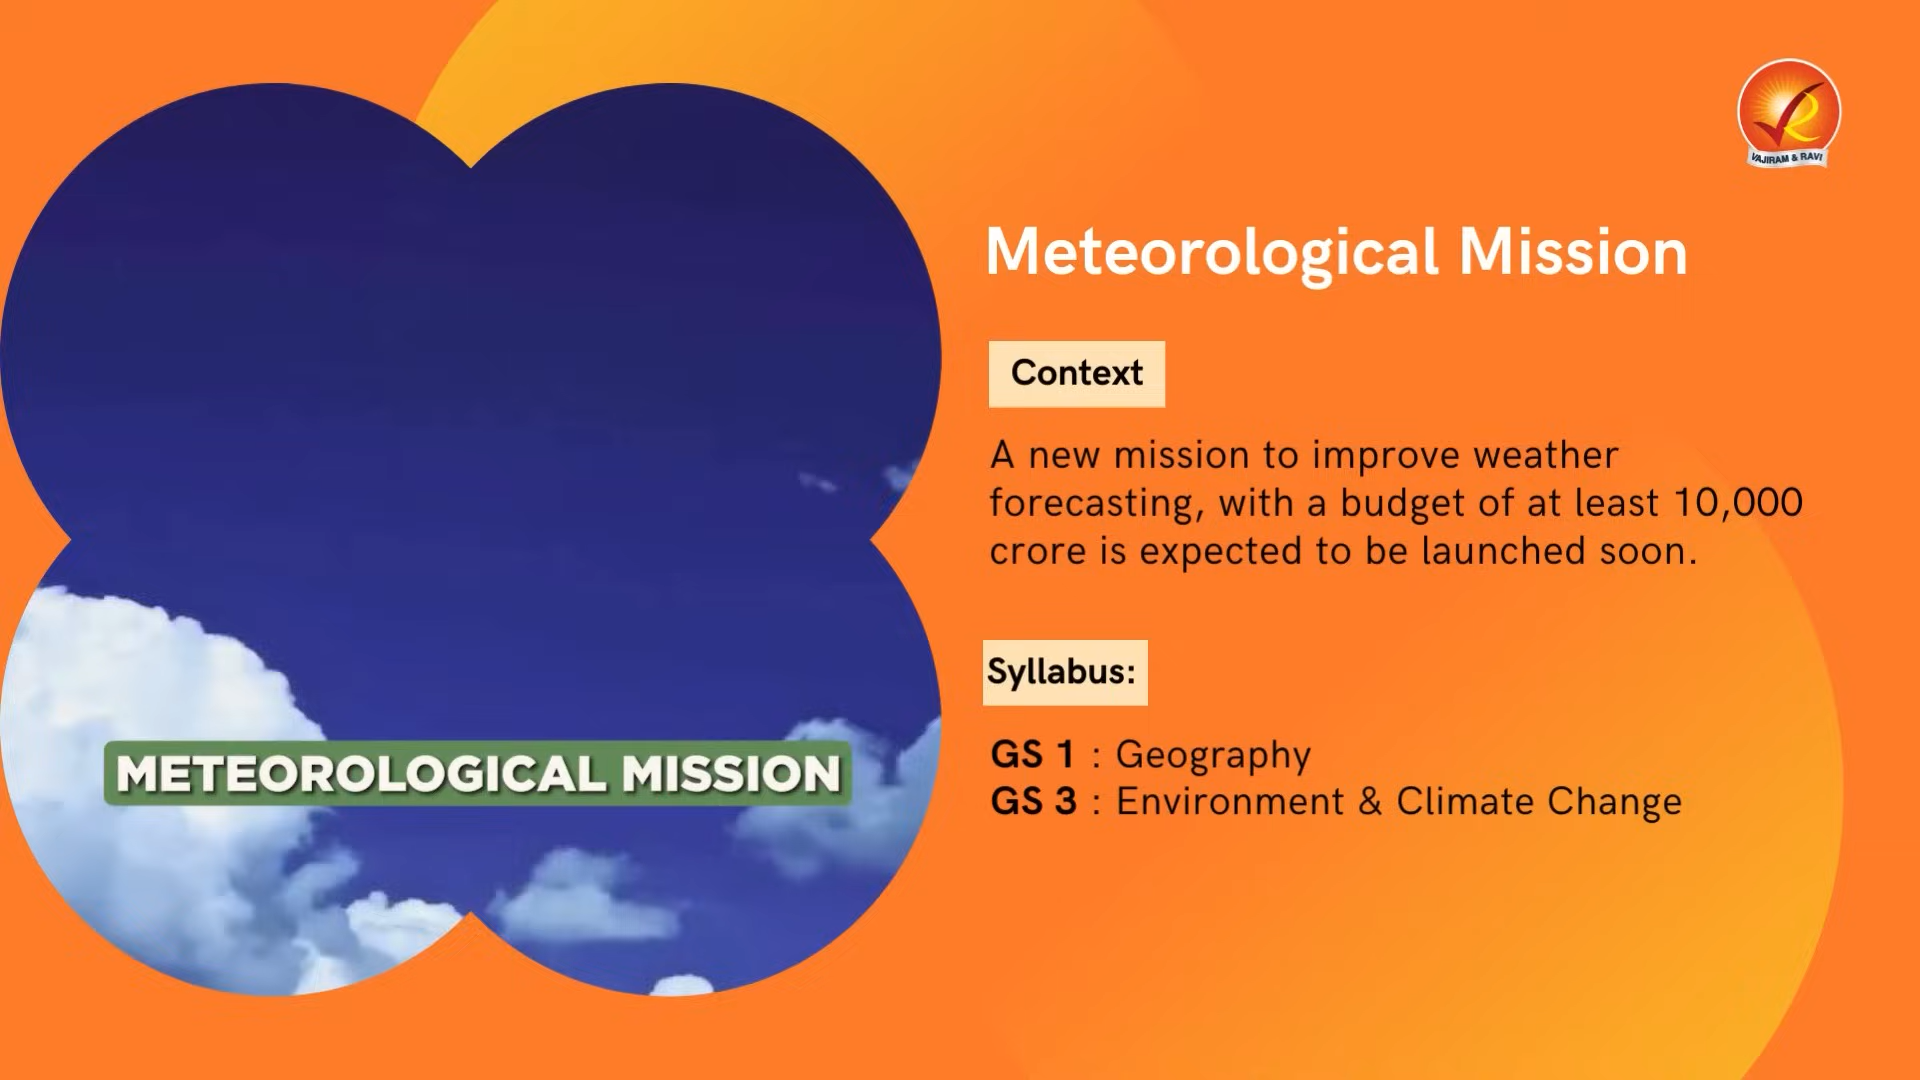 VAJIRAM & RAVI
Meteorological Mission
Context
A new mission to improve weather
forecasting, with a budget of at least 10,000
crore is expected to be launched soon.
Syllabus:
GS 1 : Geography
GS 3 : Environment & Climate Change
METEOROLOGICAL MISSION